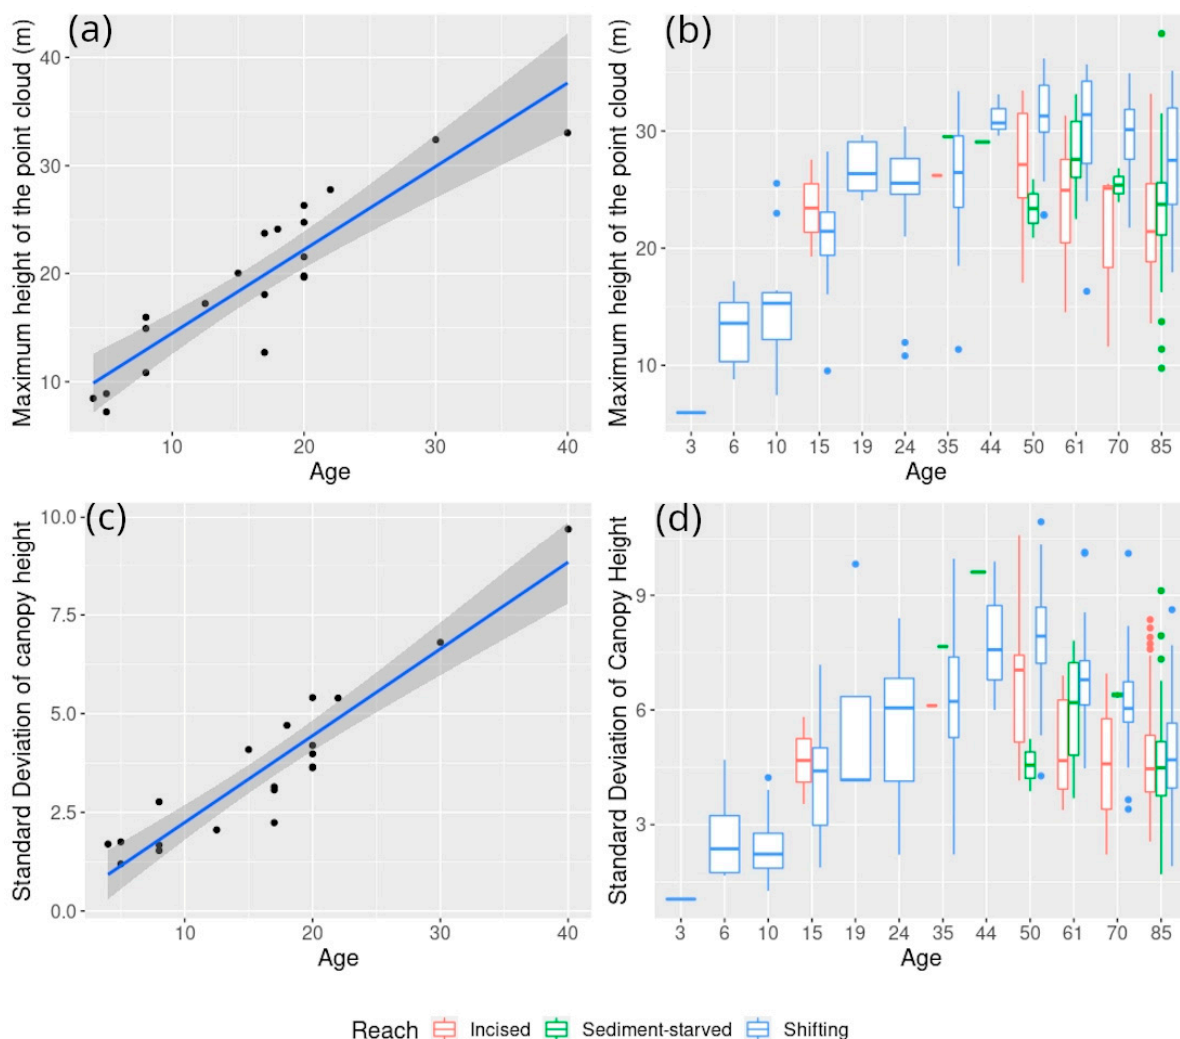 (a)
Maximum height of the point cloud (m)
40
30
20
10
10 20 30 40
Age
(b)
Maximum height of the point cloud (m)
30
20
10
3 6 10 15 19 24 35 44 50 61 70 85
Age
(c)
Standard Deviation of canopy height
10.0
7.5
5.0
2.5
0.0
10 20 30 40
Age
(d)
Standard Deviation of Canopy Height
9
6
3
3 6 10 15 19 24 35 44 50 61 70 85
Age
Reach Incised Sediment-starved Shifting